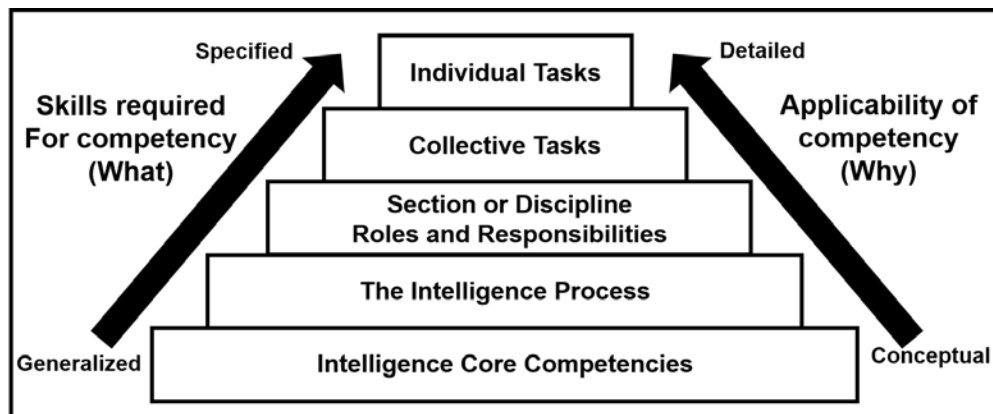 Specified
Individual Tasks
Detailed
Skills required
For competency
(What)
Applicability of
competency
(Why)
Collective Tasks
Section or Discipline
Roles and Responsibilities
The Intelligence Process
Generalized
Intelligence Core Competencies
Conceptual